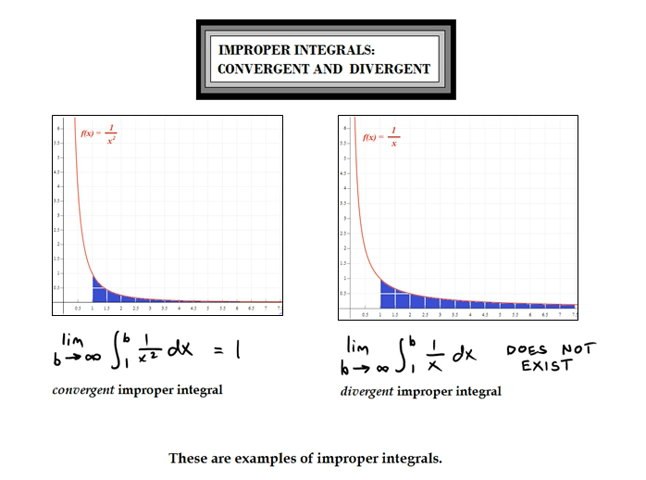 IMPROPER INTEGRALS:
CONVERGENT AND DIVERGENT
f(x) = 1/x²
f(x) = 1/x
lim b→∞ ∫₁ᵇ 1/x² dx = 1
lim b→∞ ∫₁ᵇ 1/x dx DOES NOT EXIST
convergent improper integral
divergent improper integral
These are examples of improper integrals.